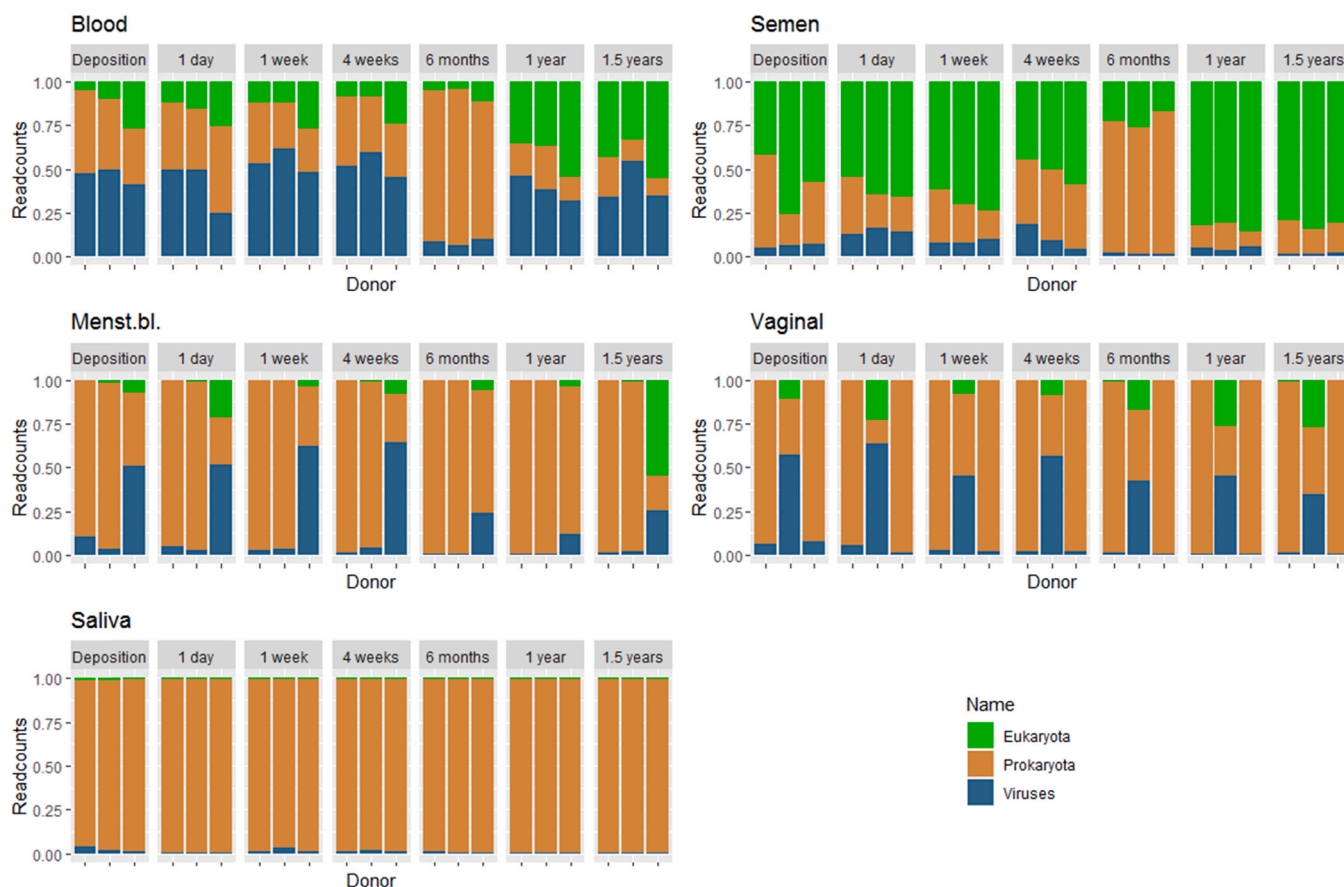 Blood
Deposition 1 day 1 week 4 weeks 6 months 1 year 1.5 years
1.00
0.75
0.50
0.25
0.00
Readcounts
Donor
Semen
Deposition 1 day 1 week 4 weeks 6 months 1 year 1.5 years
1.00
0.75
0.50
0.25
0.00
Readcounts
Donor
Menst.bl.
Deposition 1 day 1 week 4 weeks 6 months 1 year 1.5 years
1.00
0.75
0.50
0.25
0.00
Readcounts
Donor
Vaginal
Deposition 1 day 1 week 4 weeks 6 months 1 year 1.5 years
1.00
0.75
0.50
0.25
0.00
Readcounts
Donor
Saliva
Deposition 1 day 1 week 4 weeks 6 months 1 year 1.5 years
1.00
0.75
0.50
0.25
0.00
Readcounts
Donor
Name
Eukaryota
Prokaryota
Viruses